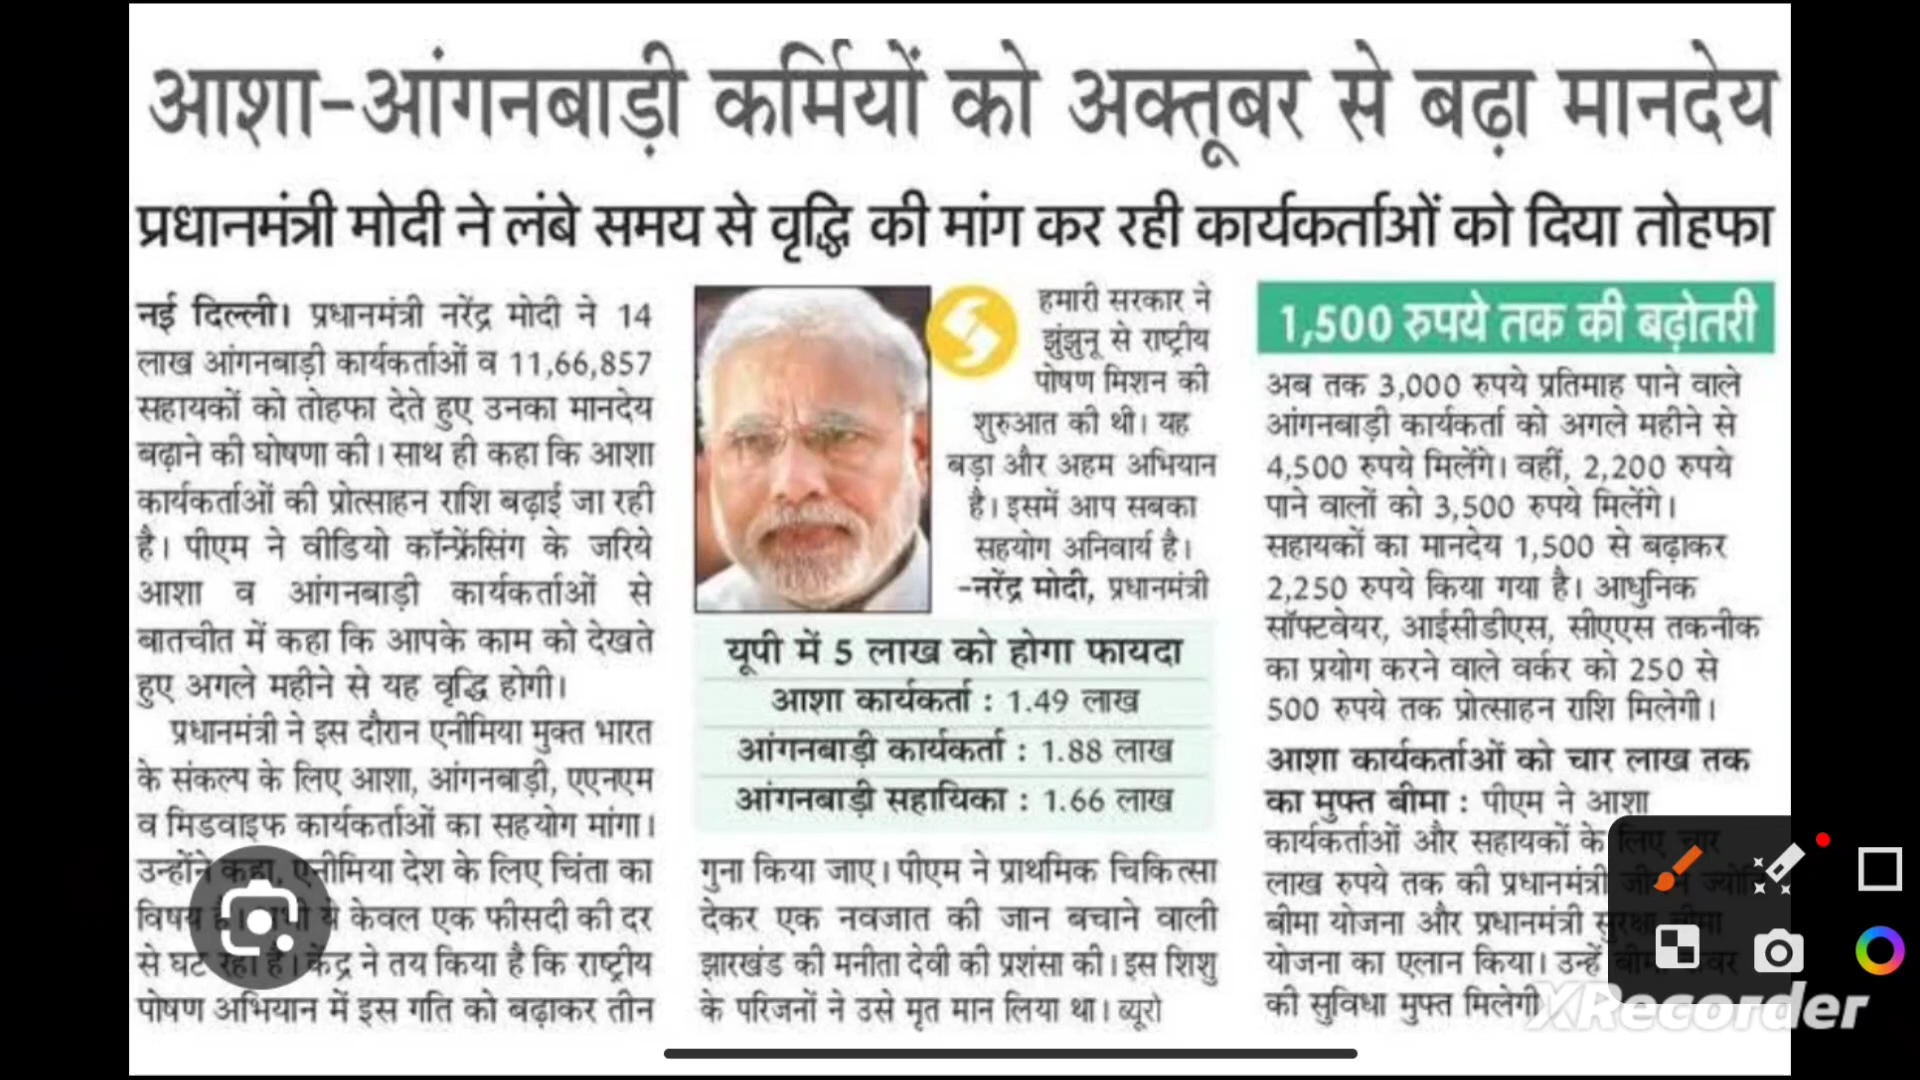 आशा-आंगनबाड़ी कर्मियों को अक्तूबर से बढ़ा मानदेय
प्रधानमंत्री मोदी ने लंबे समय से वृद्धि की मांग कर रही कार्यकर्ताओं को दिया तोहफा
नई दिल्ली। प्रधानमंत्री नरेंद्र मोदी ने 14
लाख आंगनबाड़ी कार्यकर्ताओं व 11,66,857
सहायकों को तोहफा देते हुए उनका मानदेय
बढ़ाने की घोषणा की। साथ ही कहा कि आशा
कार्यकर्ताओं की प्रोत्साहन राशि बढ़ाई जा रही
है। पीएम ने वीडियो कॉन्फ्रेंसिंग के जरिये
आशा व आंगनबाड़ी कार्यकर्ताओं से
बातचीत में कहा कि आपके काम को देखते
हुए अगले महीने से यह वृद्धि होगी।
प्रधानमंत्री ने इस दौरान एनीमिया मुक्त भारत
के संकल्प के लिए आशा, आंगनबाड़ी, एएनएम
व मिडवाइफ कार्यकर्ताओं का सहयोग मांगा।
उन्होंने कहा, एनीमिया देश के लिए चिंता का
विषय है। अभी ये केवल एक फीसदी की दर
से घट रहा है। केंद्र ने तय किया है कि राष्ट्रीय
पोषण अभियान में इस गति को बढ़ाकर तीन
हमारी सरकार ने
झुंझुनू से राष्ट्रीय
पोषण मिशन की
शुरुआत की थी। यह
बड़ा और अहम अभियान
है। इसमें आप सबका
सहयोग अनिवार्य है।
-नरेंद्र मोदी, प्रधानमंत्री
यूपी में 5 लाख को होगा फायदा
आशा कार्यकर्ता : 1.49 लाख
आंगनबाड़ी कार्यकर्ता : 1.88 लाख
आंगनबाड़ी सहायिका : 1.66 लाख
गुना किया जाए। पीएम ने प्राथमिक चिकित्सा
देकर एक नवजात की जान बचाने वाली
झारखंड की मनीता देवी की प्रशंसा की। इस शिशु
के परिजनों ने उसे मृत मान लिया था। ब्यूरो
1,500 रुपये तक की बढ़ोतरी
अब तक 3,000 रुपये प्रतिमाह पाने वाले
आंगनबाड़ी कार्यकर्ता को अगले महीने से
4,500 रुपये मिलेंगे। वहीं, 2,200 रुपये
पाने वालों को 3,500 रुपये मिलेंगे।
सहायकों का मानदेय 1,500 से बढ़ाकर
2,250 रुपये किया गया है। आधुनिक
सॉफ्टवेयर, आईसीडीएस, सीएएस तकनीक
का प्रयोग करने वाले वर्कर को 250 से
500 रुपये तक प्रोत्साहन राशि मिलेगी।
आशा कार्यकर्ताओं को चार लाख तक
का मुफ्त बीमा : पीएम ने आशा
कार्यकर्ताओं और सहायकों के लिए चार
लाख रुपये तक की प्रधानमंत्री जीवन ज्योति
बीमा योजना और प्रधानमंत्री सुरक्षा बीमा
योजना का एलान किया। उन्हें बीमा कवर
की सुविधा मुफ्त मिलेगी
XRecorder